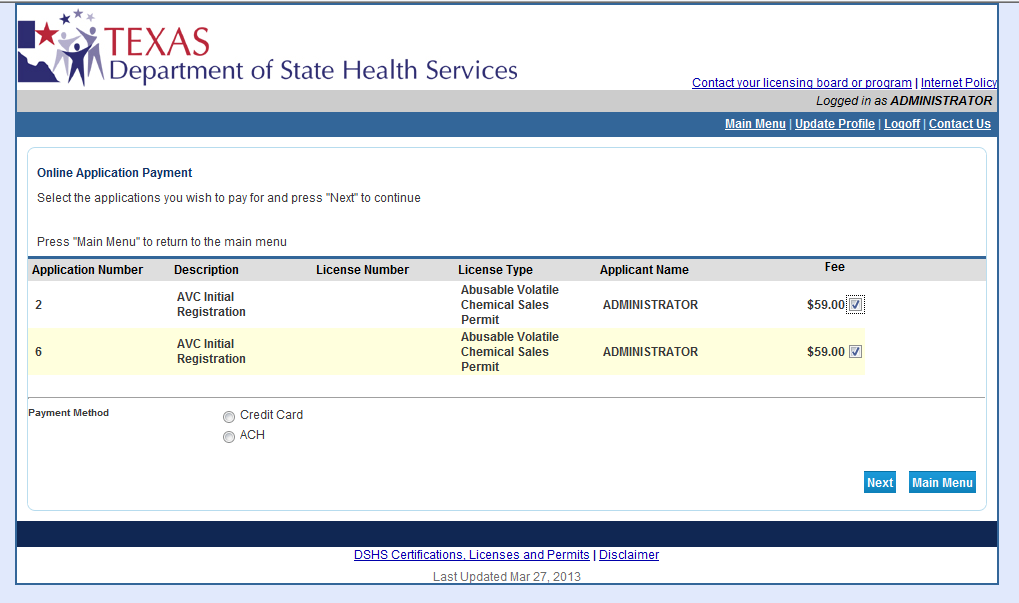 TEXAS
Department of State Health Services
Contact your licensing board or program | Internet Policy
Logged in as ADMINISTRATOR
Main Menu | Update Profile | Logoff | Contact Us
Online Application Payment
Select the applications you wish to pay for and press "Next" to continue
Press "Main Menu" to return to the main menu
Application Number Description License Number License Type Applicant Name Fee
2 AVC Initial Registration Abusable Volatile Chemical Sales Permit ADMINISTRATOR $59.00
6 AVC Initial Registration Abusable Volatile Chemical Sales Permit ADMINISTRATOR $59.00
Payment Method
Credit Card
ACH
Next Main Menu
DSHS Certifications, Licenses and Permits | Disclaimer
Last Updated Mar 27, 2013